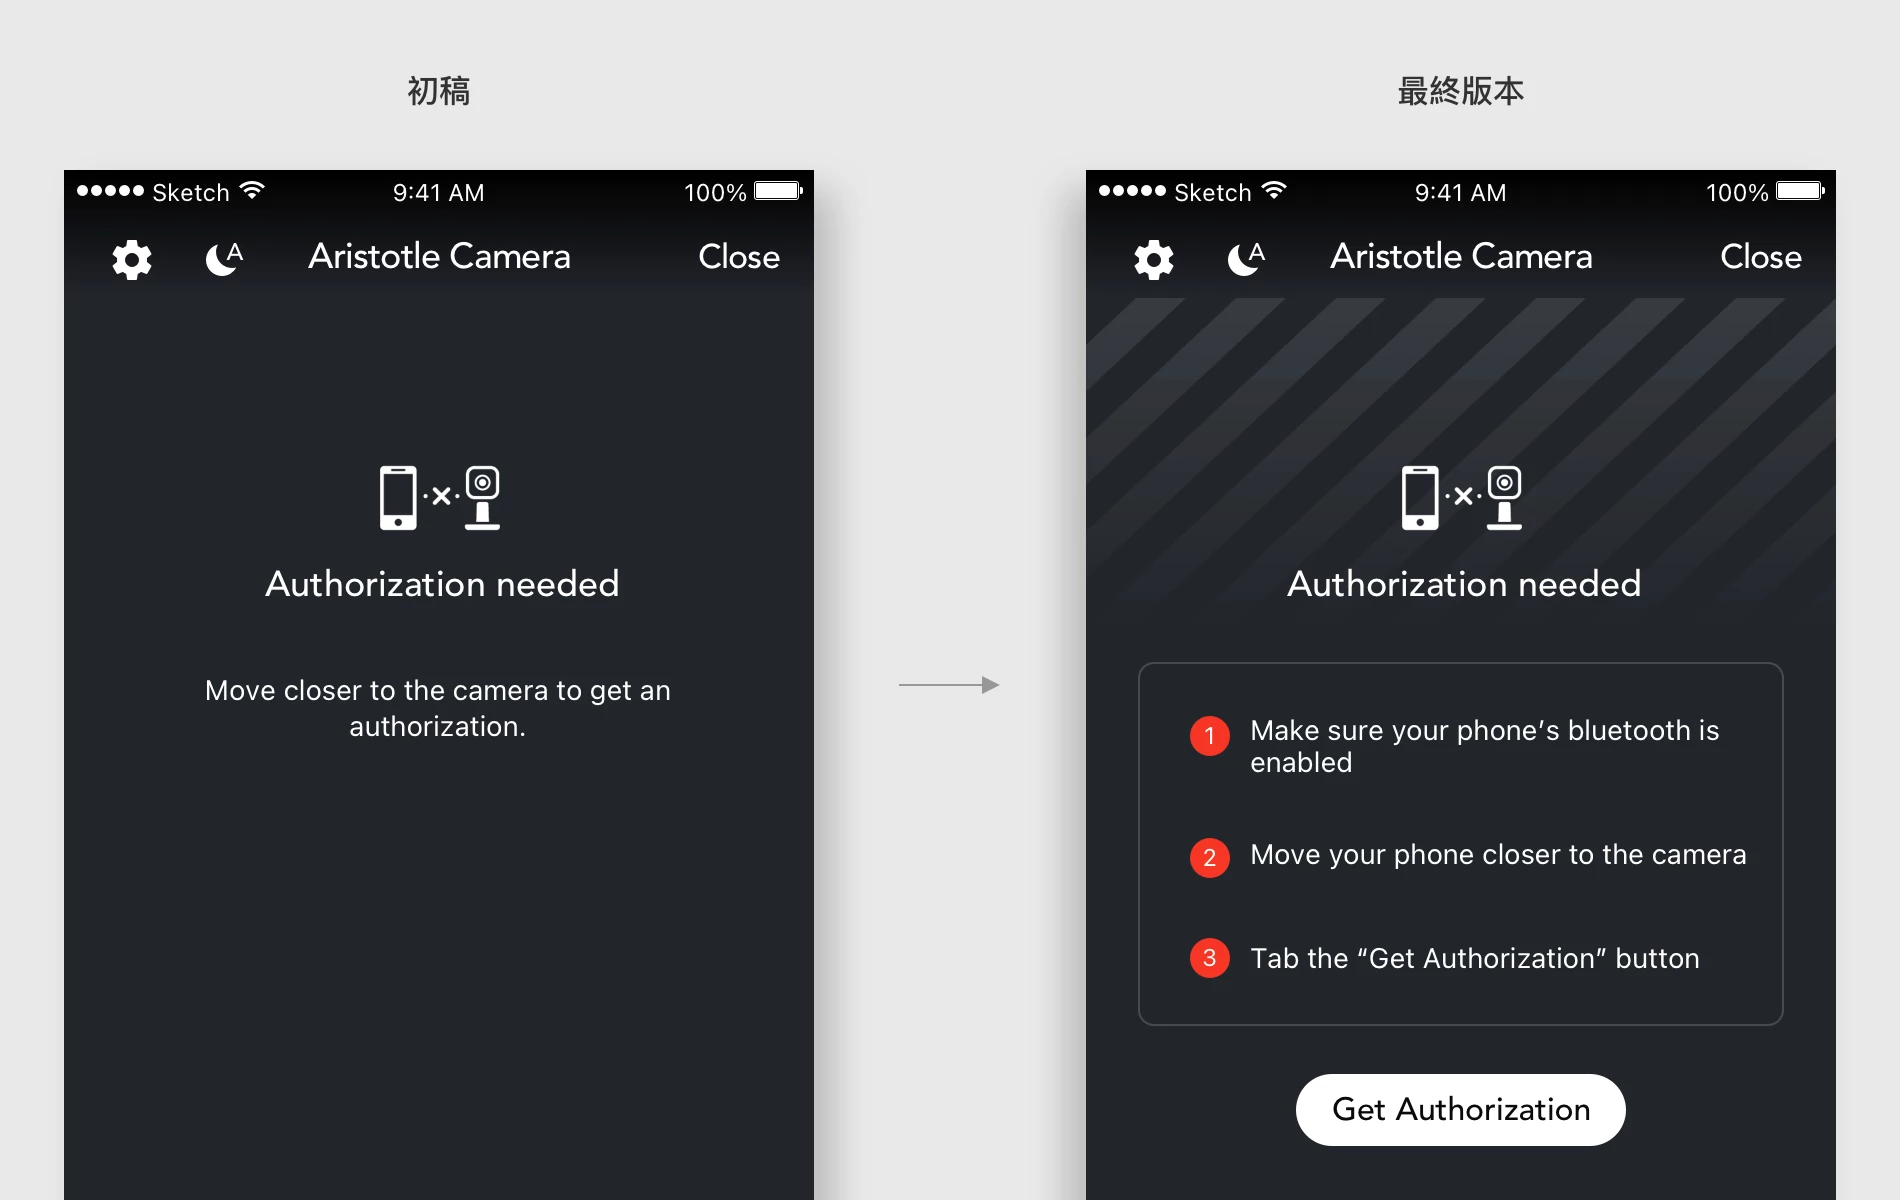 初稿
最終版本
Sketch 9:41 AM 100%
A Aristotle Camera Close
Authorization needed
Move closer to the camera to get an
authorization.
Sketch 9:41 AM 100%
A Aristotle Camera Close
Authorization needed
1 Make sure your phone’s bluetooth is
enabled
2 Move your phone closer to the camera
3 Tab the “Get Authorization” button
Get Authorization